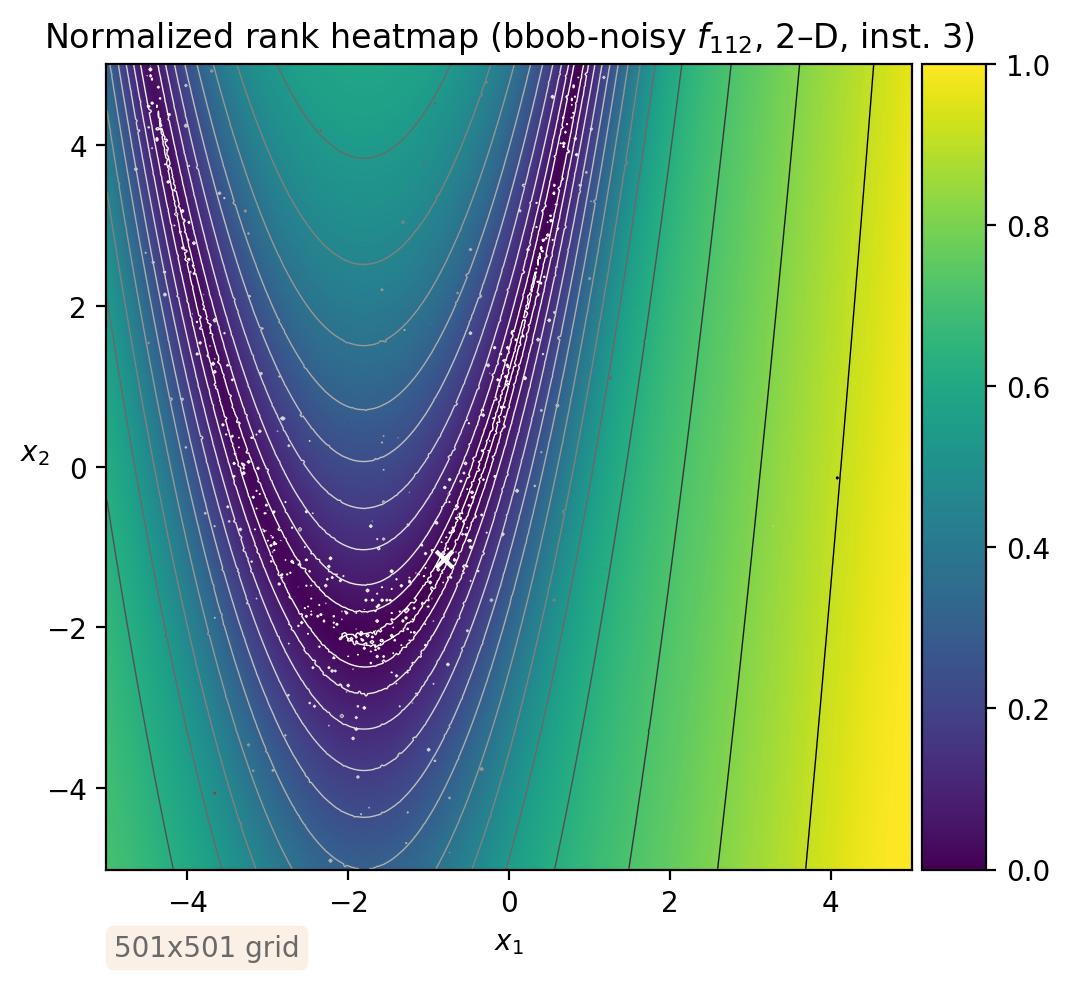 Normalized rank heatmap (bbob-noisy f₁₁₂, 2–D, inst. 3)
1.0
0.8
0.6
0.4
0.2
0.0
4
2
0
−2
−4
x₂
−4 −2 0 2 4
x₁
501x501 grid